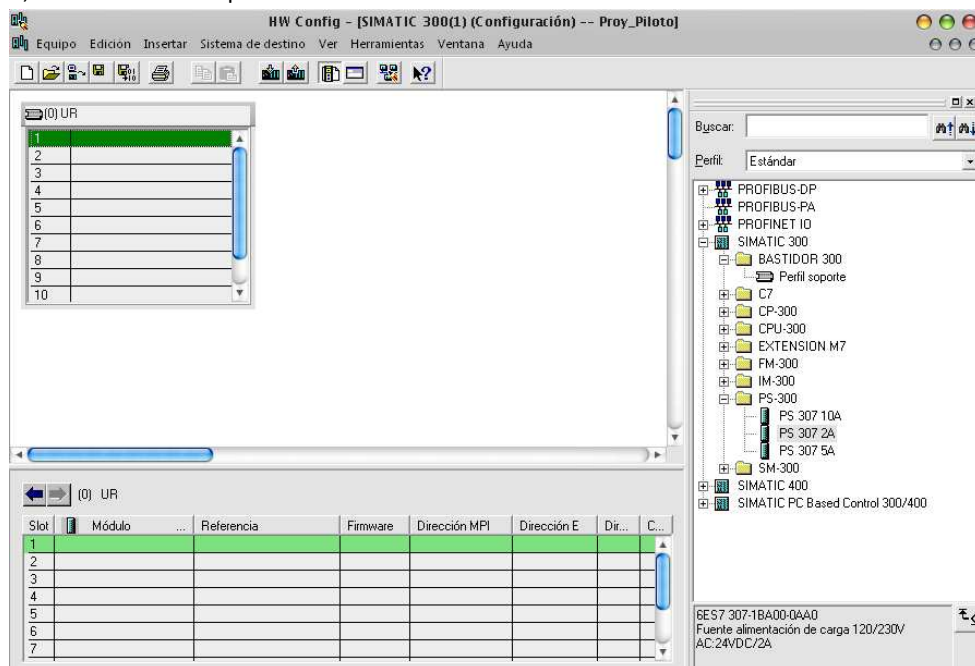 HW Config - [SIMATIC 300(1) (Configuración) -- Proy_Piloto]
Equipo Edición Insertar Sistema de destino Ver Herramientas Ventana Ayuda
(0) UR
1
2
3
4
5
6
7
8
9
10
Buscar:
Perfil: Estándar
PROFIBUS-DP
PROFIBUS-PA
PROFINET IO
SIMATIC 300
BASTIDOR 300
Perfil soporte
C7
CP-300
CPU-300
EXTENSION M7
FM-300
IM-300
PS-300
PS 307 10A
PS 307 2A
PS 307 5A
SM-300
SIMATIC 400
SIMATIC PC Based Control 300/400
(0) UR
Slot Módulo ... Referencia Firmware Dirección MPI Dirección E Dir... C...
1
2
3
4
5
6
7
6ES7 307-1BA00-0AA0
Fuente alimentación de carga 120/230V
AC:24VDC/2A